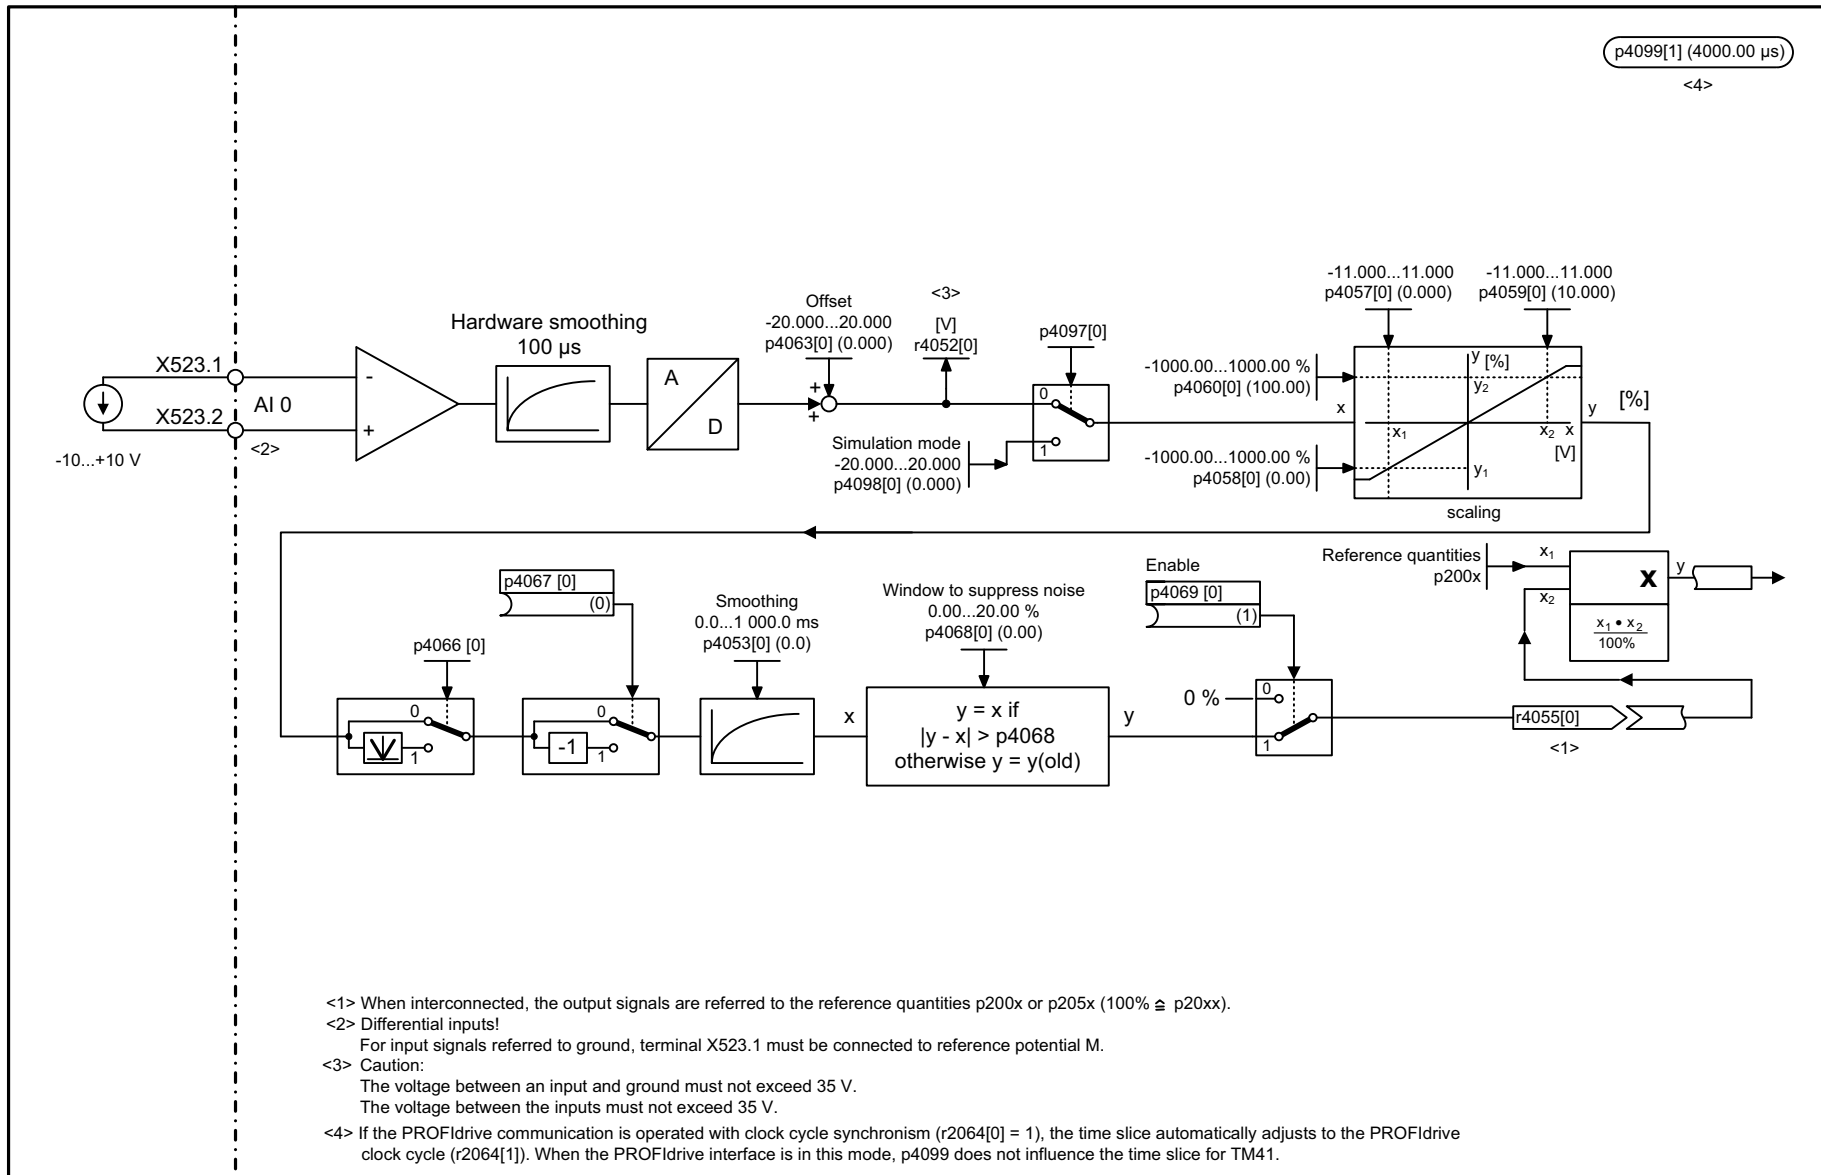 p4099[1] (4000.00 µs)
<4>
-11.000...11.000
p4057[0] (0.000)
-11.000...11.000
p4059[0] (10.000)
Offset
-20.000...20.000
p4063[0] (0.000)
<3>
[V]
r4052[0]
Hardware smoothing
100 µs
p4097[0]
X523.1
X523.2
AI 0
<2>
-10...+10 V
-
+
A
D
+
+
0
1
Simulation mode
-20.000...20.000
p4098[0] (0.000)
-1000.00...1000.00 %
p4060[0] (100.00)
x
-1000.00...1000.00 %
p4058[0] (0.00)
y [%]
y2
x1
x2 x
[V]
y1
y
[%]
scaling
Reference quantities
p200x
x1
x2
X
y
x1 • x2
100%
Enable
p4069 [0]
(1)
p4067 [0]
(0)
Smoothing
0.0...1 000.0 ms
p4053[0] (0.0)
Window to suppress noise
0.00...20.00 %
p4068[0] (0.00)
p4066 [0]
0
1
0
-1
1
x
y = x if
|y - x| > p4068
otherwise y = y(old)
y
0 %
0
1
r4055[0]
<1>
<1> When interconnected, the output signals are referred to the reference quantities p200x or p205x (100% ≙ p20xx).
<2> Differential inputs!
For input signals referred to ground, terminal X523.1 must be connected to reference potential M.
<3> Caution:
The voltage between an input and ground must not exceed 35 V.
The voltage between the inputs must not exceed 35 V.
<4> If the PROFIdrive communication is operated with clock cycle synchronism (r2064[0] = 1), the time slice automatically adjusts to the PROFIdrive
clock cycle (r2064[1]). When the PROFIdrive interface is in this mode, p4099 does not influence the time slice for TM41.